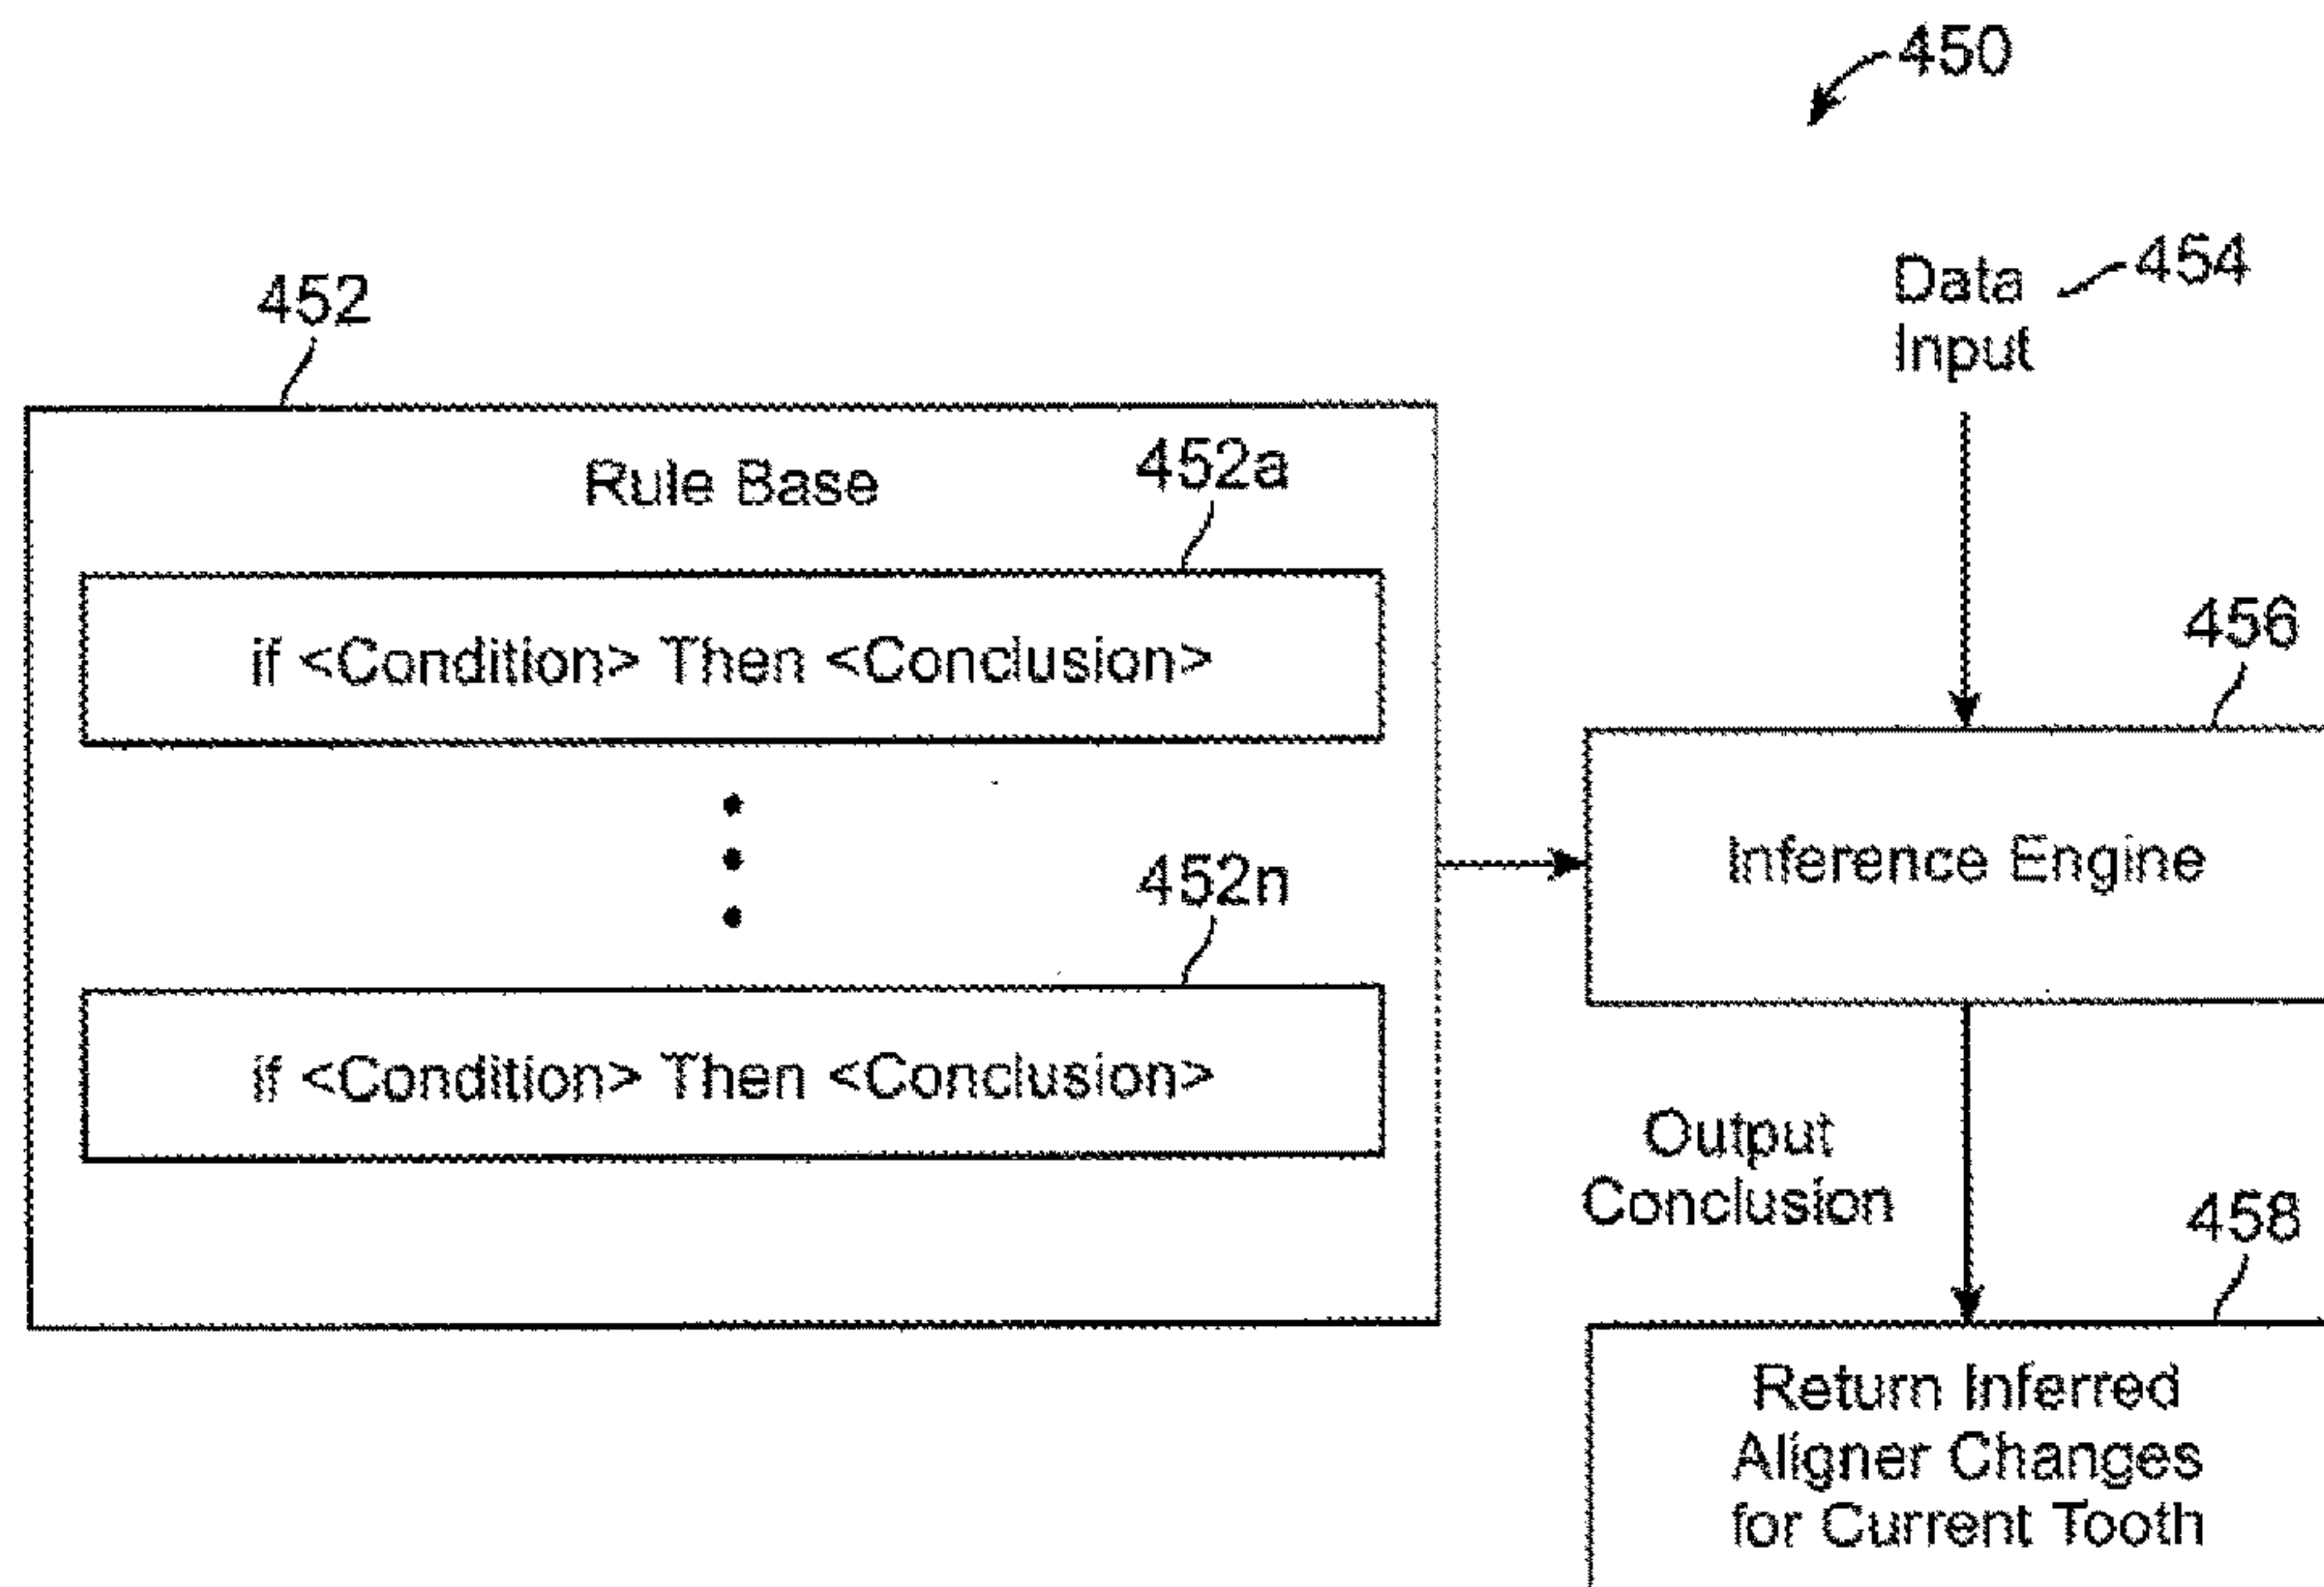 450
Data
Input
454
452
Rule Base
452a
if <Condition> Then <Conclusion>
452n
if <Condition> Then <Conclusion>
456
Inference Engine
Output
Conclusion
458
Return Inferred
Aligner Changes
for Current Tooth